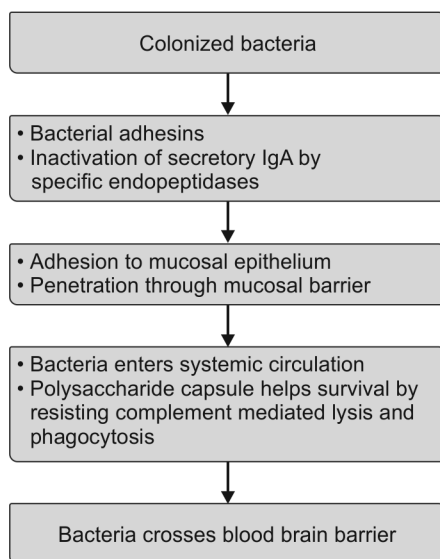 Colonized bacteria
• Bacterial adhesins
• Inactivation of secretory IgA by
specific endopeptidases
• Adhesion to mucosal epithelium
• Penetration through mucosal barrier
• Bacteria enters systemic circulation
• Polysaccharide capsule helps survival by
resisting complement mediated lysis and
phagocytosis
Bacteria crosses blood brain barrier